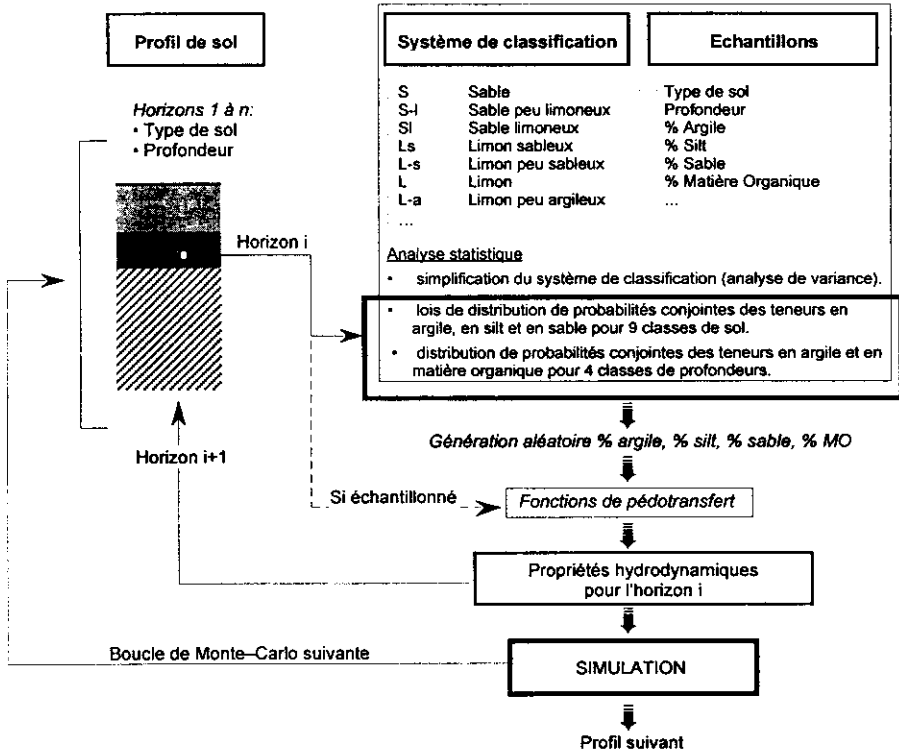 Profil de sol
Système de classification
Echantillons
Horizons 1 à n:
• Type de sol
• Profondeur
S Sable
S-l Sable peu limoneux
Sl Sable limoneux
Ls Limon sableux
L-s Limon peu sableux
L Limon
L-a Limon peu argileux
...
Type de sol
Profondeur
% Argile
% Silt
% Sable
% Matière Organique
...
Horizon i
Analyse statistique
• simplification du système de classification (analyse de variance).
• lois de distribution de probabilités conjointes des teneurs en
argile, en silt et en sable pour 9 classes de sol.
• distribution de probabilités conjointes des teneurs en argile et en
matière organique pour 4 classes de profondeurs.
Génération aléatoire % argile, % silt, % sable, % MO
Horizon i+1
Si échantillonné
Fonctions de pédotransfert
Propriétés hydrodynamiques
pour l'horizon i
Boucle de Monte–Carlo suivante
SIMULATION
Profil suivant